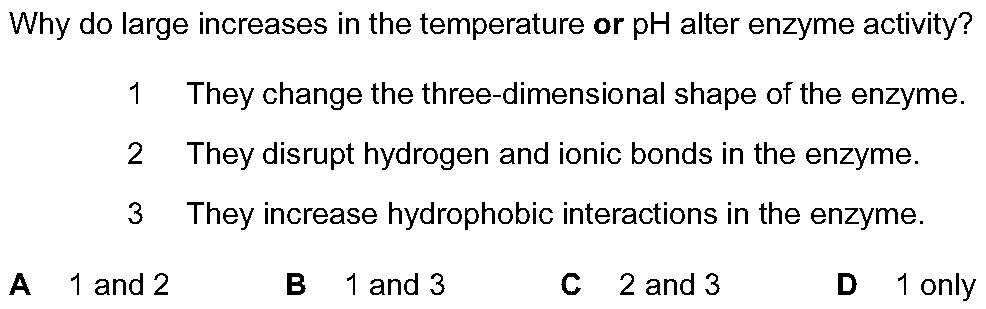 Why do large increases in the temperature or pH alter enzyme activity?
1 They change the three-dimensional shape of the enzyme.
2 They disrupt hydrogen and ionic bonds in the enzyme.
3 They increase hydrophobic interactions in the enzyme.
A 1 and 2 B 1 and 3 C 2 and 3 D 1 only